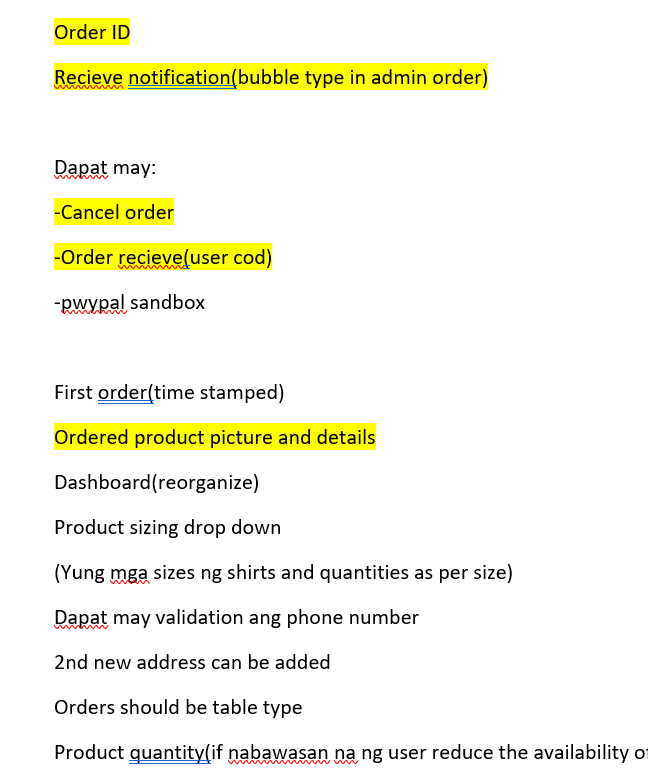 Order ID
Recieve notification(bubble type in admin order)
Dapat may:
-Cancel order
-Order recieve(user cod)
-pwypal sandbox
First order(time stamped)
Ordered product picture and details
Dashboard(reorganize)
Product sizing drop down
(Yung mga sizes ng shirts and quantities as per size)
Dapat may validation ang phone number
2nd new address can be added
Orders should be table type
Product quantity(if nabawasan na ng user reduce the availability of